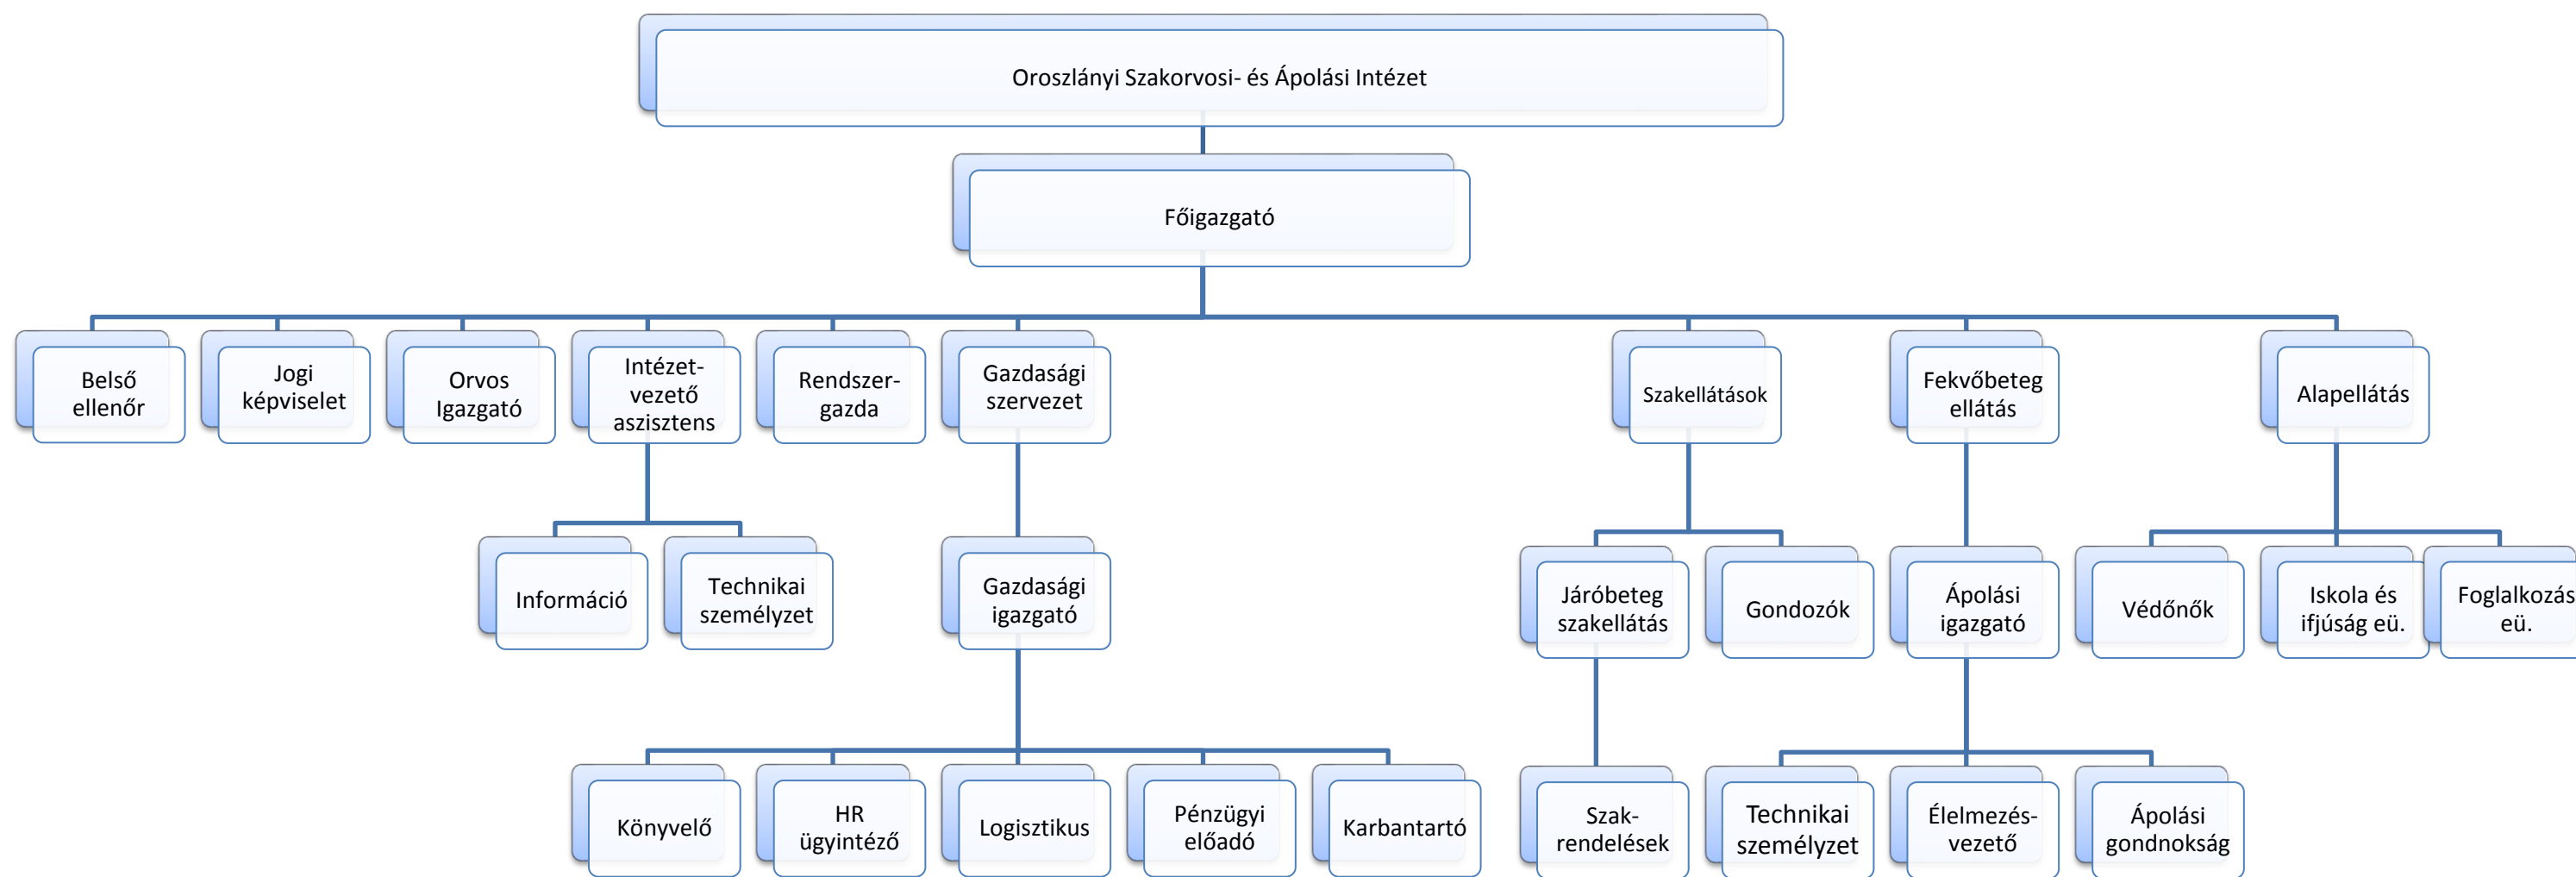 Oroszlányi Szakorvosi- és Ápolási Intézet
Főigazgató
Belső
ellenőr
Jogi
képviselet
Orvos
Igazgató
Intézet-
vezető
aszisztens
Rendszer-
gazda
Gazdasági
szervezet
Szakellátások
Fekvőbeteg
ellátás
Alapellátás
Információ
Technikai
személyzet
Gazdasági
igazgató
Járóbeteg
szakellátás
Gondozók
Ápolási
igazgató
Védőnők
Iskola és
ifjúság eü.
Foglalkozás
eü.
Könyvelő
HR
ügyintéző
Logisztikus
Pénzügyi
előadó
Karbantartó
Szak-
rendelések
Technikai
személyzet
Élelmezés-
vezető
Ápolási
gondnokság